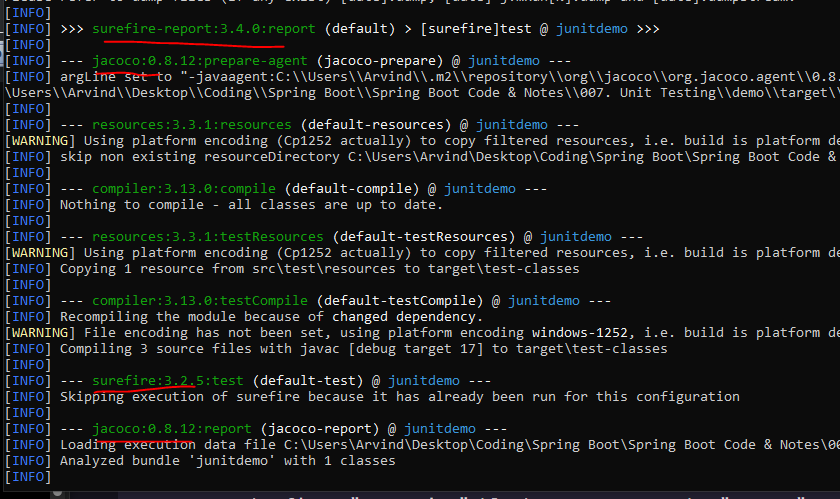 [INFO]
[INFO] >>> surefire-report:3.4.0:report (default) > [surefire]test @ junitdemo >>>
[INFO]
[INFO] --- jacoco:0.8.12:prepare-agent (jacoco-prepare) @ junitdemo ---
[INFO] argLine set to "-javaagent:C:\\Users\\Arvind\\.m2\\repository\\org\\jacoco\\org.jacoco.agent\\0.8.
\Users\\Arvind\\Desktop\\Coding\\Spring Boot\\Spring Boot Code & Notes\\007. Unit Testing\\demo\\target\\
[INFO]
[INFO] --- resources:3.3.1:resources (default-resources) @ junitdemo ---
[WARNING] Using platform encoding (Cp1252 actually) to copy filtered resources, i.e. build is platform de
[INFO] skip non existing resourceDirectory C:\Users\Arvind\Desktop\Coding\Spring Boot\Spring Boot Code &
[INFO]
[INFO] --- compiler:3.13.0:compile (default-compile) @ junitdemo ---
[INFO] Nothing to compile - all classes are up to date.
[INFO]
[INFO] --- resources:3.3.1:testResources (default-testResources) @ junitdemo ---
[WARNING] Using platform encoding (Cp1252 actually) to copy filtered resources, i.e. build is platform de
[INFO] Copying 1 resource from src\test\resources to target\test-classes
[INFO]
[INFO] --- compiler:3.13.0:testCompile (default-testCompile) @ junitdemo ---
[INFO] Recompiling the module because of changed dependency.
[WARNING] File encoding has not been set, using platform encoding windows-1252, i.e. build is platform de
[INFO] Compiling 3 source files with javac [debug target 17] to target\test-classes
[INFO]
[INFO] --- surefire:3.2.5:test (default-test) @ junitdemo ---
[INFO] Skipping execution of surefire because it has already been run for this configuration
[INFO]
[INFO] --- jacoco:0.8.12:report (jacoco-report) @ junitdemo ---
[INFO] Loading execution data file C:\Users\Arvind\Desktop\Coding\Spring Boot\Spring Boot Code & Notes\00
[INFO] Analyzed bundle 'junitdemo' with 1 classes
[INFO]